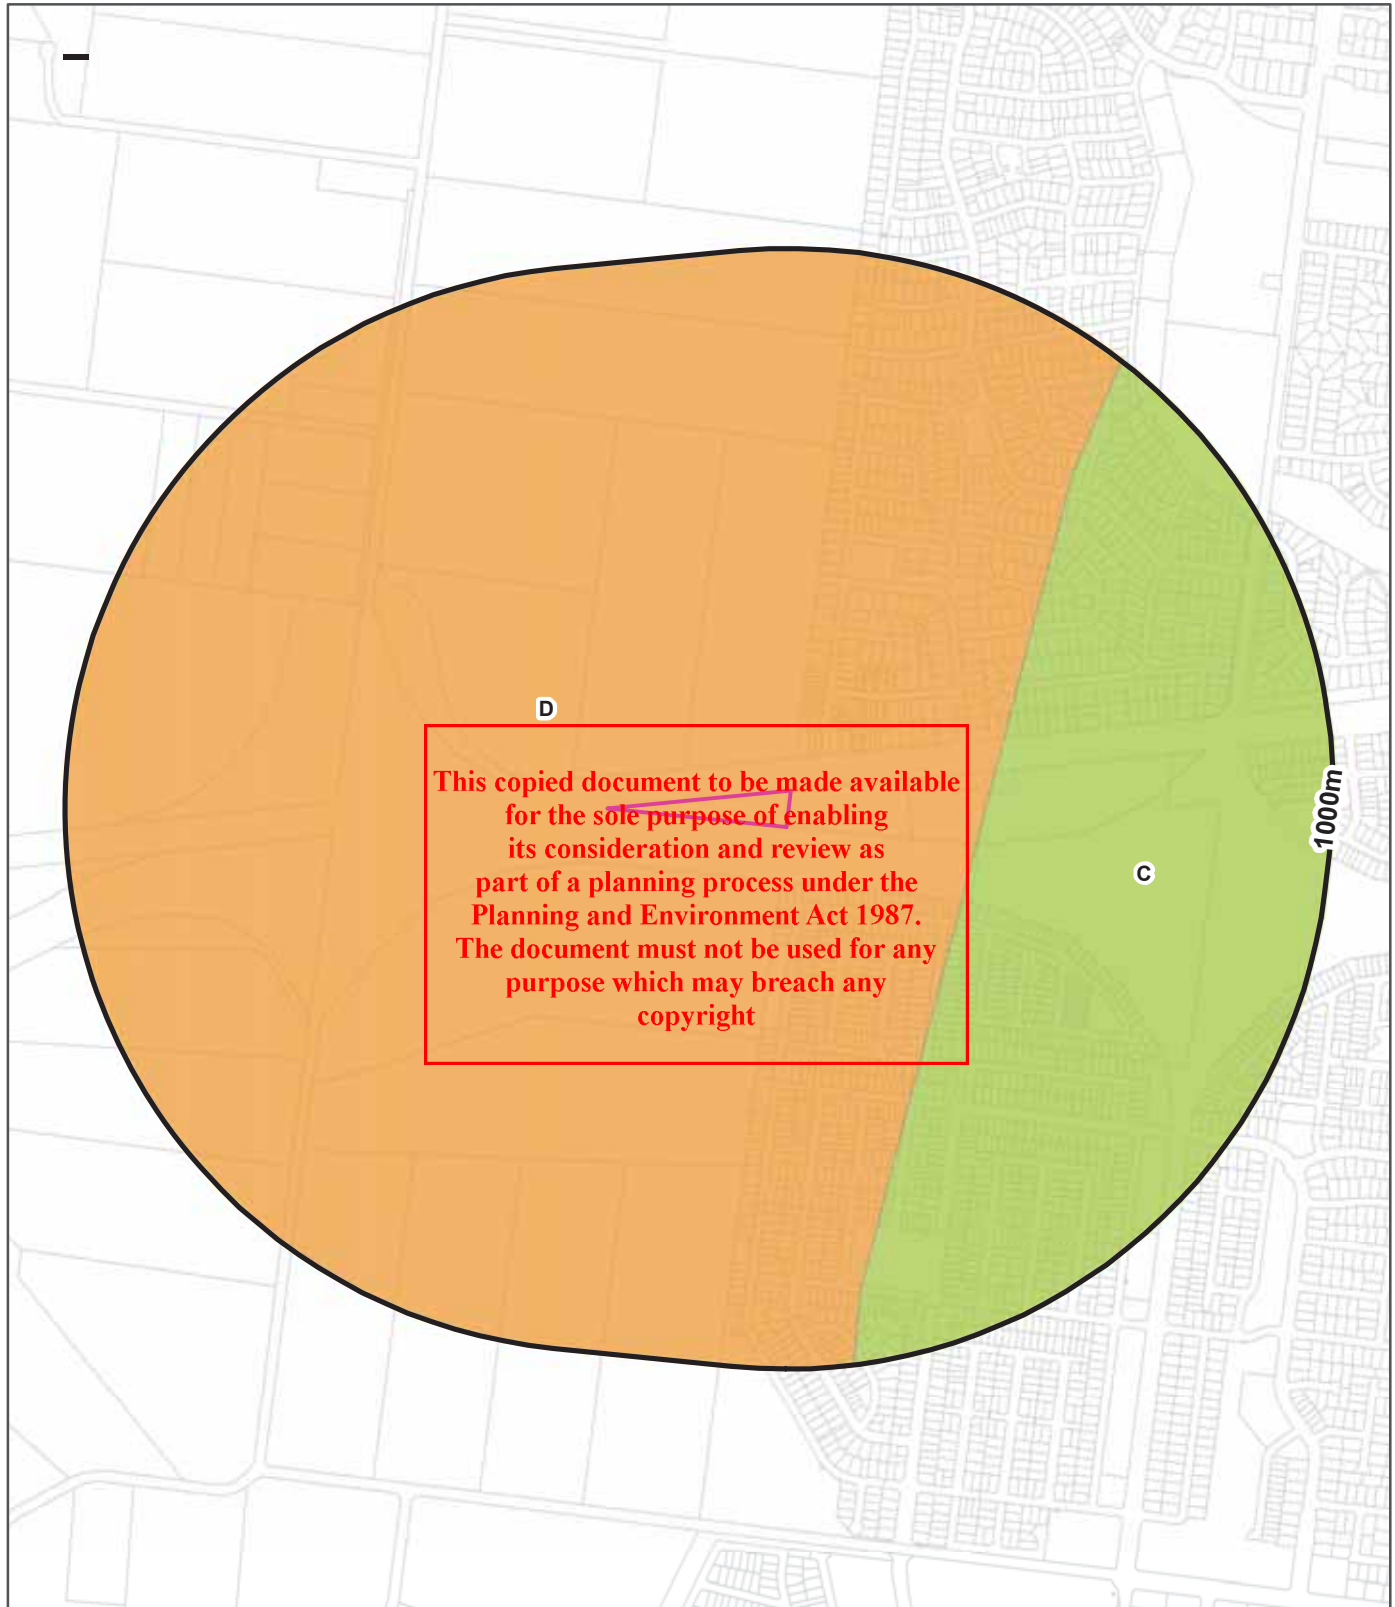 D
This copied document to be made available
for the sole purpose of enabling
its consideration and review as
part of a planning process under the
Planning and Environment Act 1987.
The document must not be used for any
purpose which may breach any
copyright
C
1000m